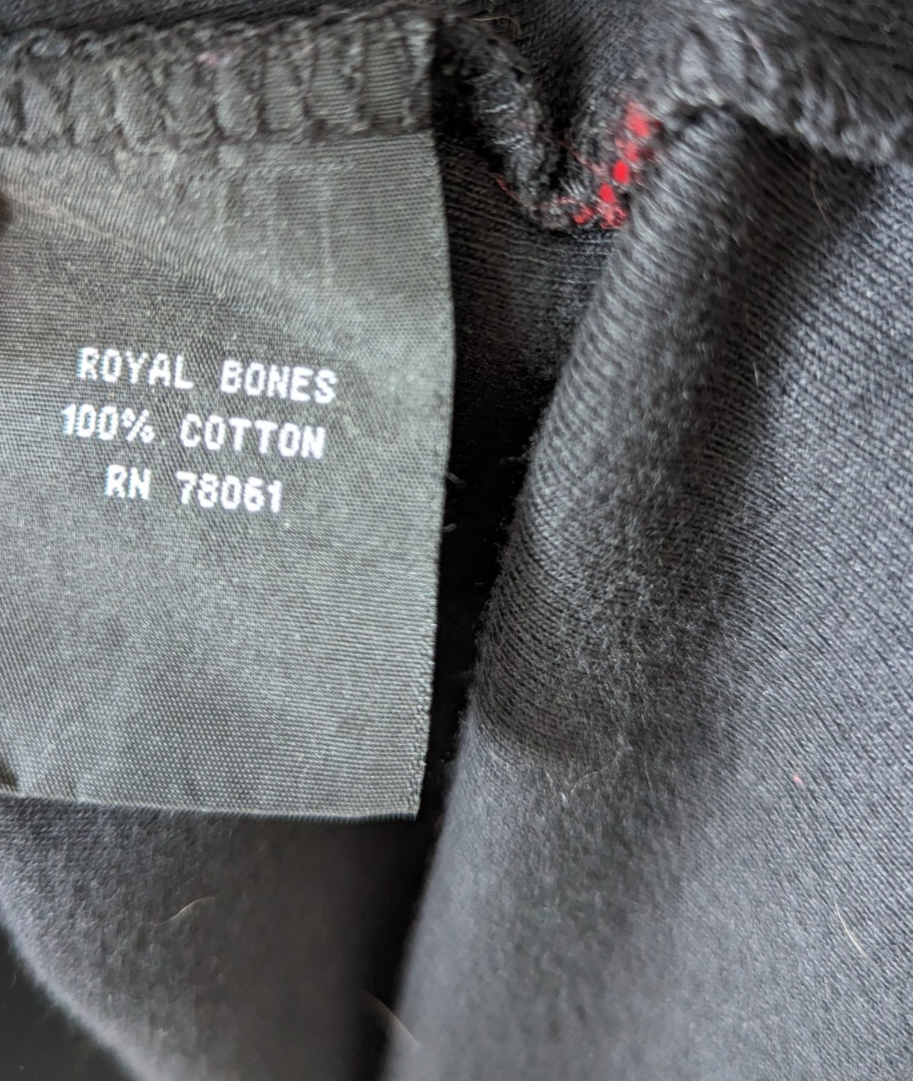 ROYAL BONES
100% COTTON
RN 78061